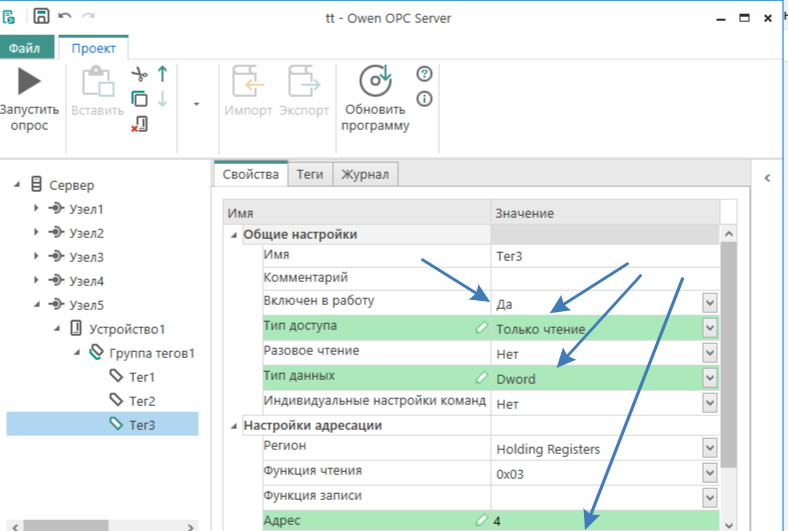 tt - Owen OPC Server
Файл
Проект
Запустить опрос
Вставить
Импорт
Экспорт
Обновить программу
Сервер
Узел1
Узел2
Узел3
Узел4
Узел5
Устройство1
Группа тегов1
Тег1
Тег2
Тег3
Свойства
Теги
Журнал
Имя Значение
Общие настройки
Имя Тег3
Комментарий
Включен в работу Да
Тип доступа Только чтение
Разовое чтение Нет
Тип данных Dword
Индивидуальные настройки команд Нет
Настройки адресации
Регион Holding Registers
Функция чтения 0x03
Функция записи
Адрес 4